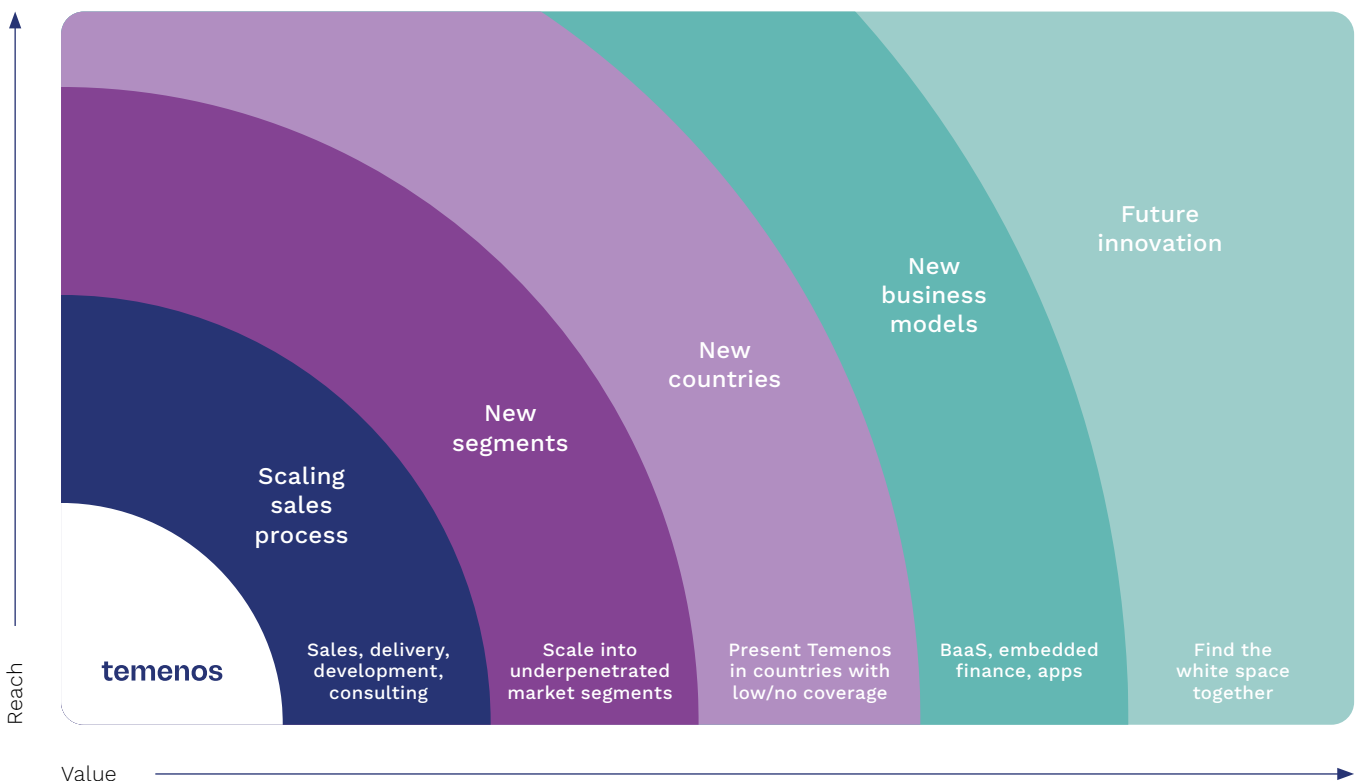 Future
innovation
New
business
models
New
countries
New
segments
Scaling
sales
process
temenos
Sales, delivery,
development,
consulting
Scale into
underpenetrated
market segments
Present Temenos
in countries with
low/no coverage
BaaS, embedded
finance, apps
Find the
white space
together
Reach
Value